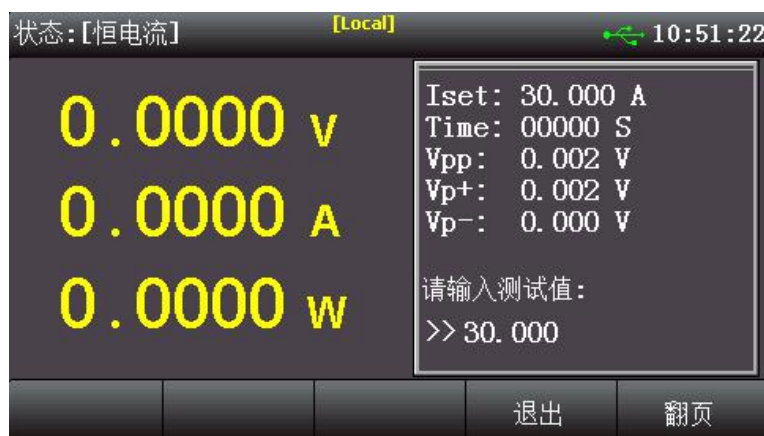 状态:[恒电流] [Local] 10:51:22
0.0000 V
0.0000 A
0.0000 W
Iset: 30.000 A
Time: 00000 S
Vpp: 0.002 V
Vp+: 0.002 V
Vp-: 0.000 V
请输入测试值:
>>30.000
退出 翻页